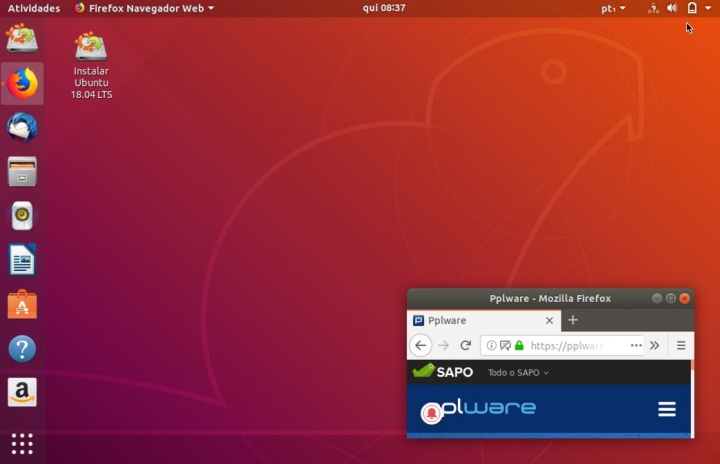 Atividades
Firefox Navegador Web
qui 08:37
pt₁
Instalar
Ubuntu
18.04 LTS
Pplware - Mozilla Firefox
Pplware
https://pplware
SAPO
Todo o SAPO
pplware